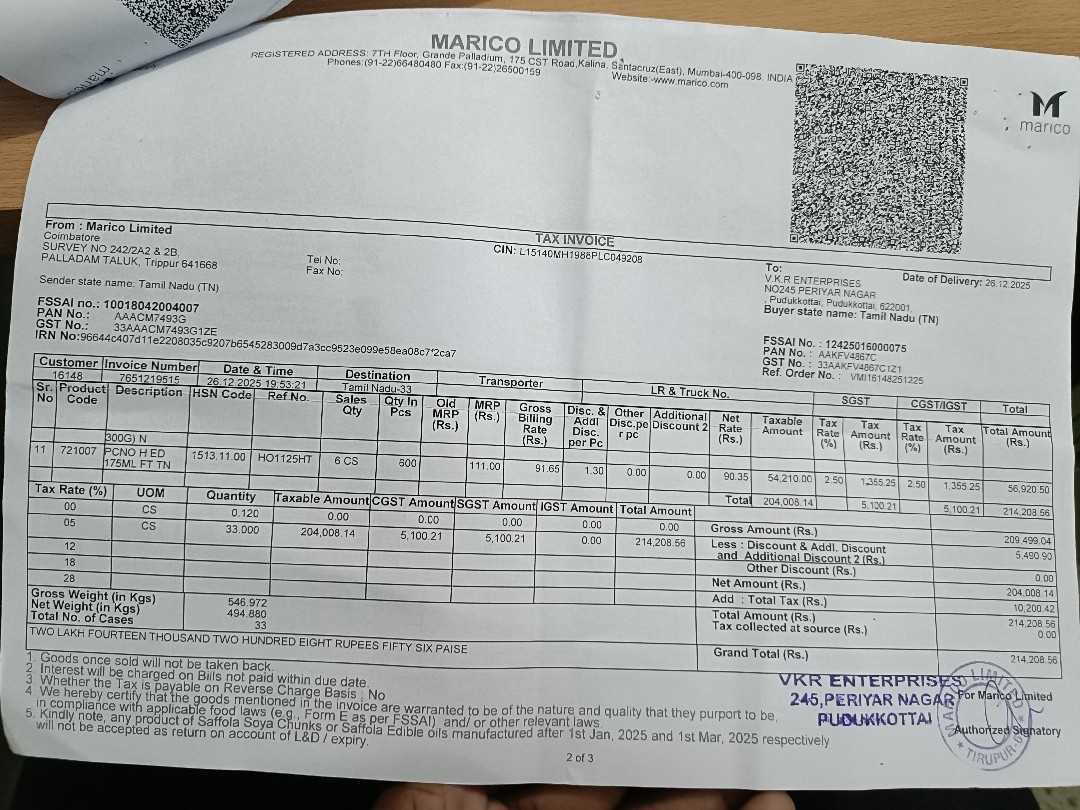 MARICO LIMITED
REGISTERED ADDRESS: 7TH Floor, Grande Palladium, 175 CST Road,Kalina, Santacruz(East), Mumbai-400-098. INDIA
Phones:(91-22)66480480 Fax:(91-22)26500159
Website:-www.marico.com
marico
TAX INVOICE
CIN: L15140MH1988PLC049208
From : Marico Limited
Coimbatore
SURVEY NO 242/2A2 & 2B,
PALLADAM TALUK, Trippur 641668
Tel No:
Fax No:
Sender state name: Tamil Nadu (TN)
FSSAI no.: 10018042004007
PAN No.: AAACM7493G
GST No.: 33AAACM7493G1ZE
IRN No:
To:
V.K.R ENTERPRISES
NO245 PERIYAR NAGAR
, Pudukkottai, Pudukkottai, 622001
Buyer state name: Tamil Nadu (TN)
Date of Delivery: 26.12.2025
FSSAI No. : 12424016000075
PAN No. : AAKFV4867C
GST No. : 33AAKFV4867C1Z1
Ref. Order No. : VMI16148251225
Customer Invoice Number Date & Time Destination Transporter LR & Truck No.
16148 7651219515 26.12.2025 19:53:21 Tamil Nadu-33
SGST CGST/IGST Total
Sr. No Product Code Description HSN Code Ref No. Sales Qty Qty In Pcs Old MRP (Rs.) MRP (Rs.) Gross Billing Rate (Rs.) Disc. & Addl Disc. per Pc Other Disc.pe r pc Additional Discount 2 Net Rate (Rs.) Taxable Amount Tax Rate (%) Tax Amount (Rs.) Tax Rate (%) Tax Amount (Rs.) Total Amount (Rs.)
300G) N
11 721007 PCNO H ED 175ML FT TN 1513.11.00 HO1125HT 6 CS 600 111.00 91.65 1.30 0.00 0.00 90.35 54,210.00 2.50 1,355.25 2.50 1,355.25 56,920.50
Total 204,008.14 5,100.21 5,100.21 214,208.56
Tax Rate (%) UOM Quantity Taxable Amount CGST Amount SGST Amount IGST Amount Total Amount
00 CS 0.120 0.00 0.00 0.00 0.00 0.00
05 CS 33.000 204,008.14 5,100.21 5,100.21 0.00 214,208.56
12
18
28
Gross Amount (Rs.) 209,499.04
Less : Discount & Addl. Discount
and Additional Discount 2 (Rs.) 5,490.90
Other Discount (Rs.) 0.00
Net Amount (Rs.) 204,008.14
Add : Total Tax (Rs.) 10,200.42
Total Amount (Rs.) 214,208.56
Tax collected at source (Rs.) 0.00
Grand Total (Rs.) 214,208.56
Gross Weight (in Kgs) 546.972
Net Weight (in Kgs) 494.880
Total No. of Cases 33
TWO LAKH FOURTEEN THOUSAND TWO HUNDRED EIGHT RUPEES FIFTY SIX PAISE
1. Goods once sold will not be taken back.
2. Interest will be charged on Bills not paid within due date.
3 Whether the Tax is payable on Reverse Charge Basis : No
4. We hereby certify that the goods mentioned in the invoice are warranted to be of the nature and quality that they purport to be,
in compliance with applicable food laws (e.g., Form E as per FSSAI) and/ or other relevant laws.
5. Kindly note, any product of Saffola Soya Chunks or Saffola Edible oils manufactured after 1st Jan, 2025 and 1st Mar, 2025 respectively
will not be accepted as return on account of L&D / expiry.
VKR ENTERPRISES
245,PERIYAR NAGAR
PUDUKKOTTAI
For Marico Limited
Authorized Signatory
TIRUPUR
2 of 3